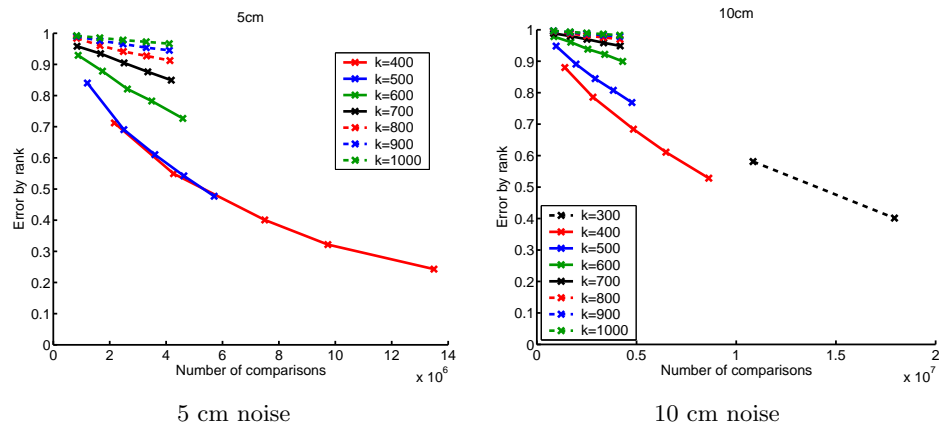 5cm
Error by rank
1
0.9
0.8
0.7
0.6
0.5
0.4
0.3
0.2
0.1
0
k=400
k=500
k=600
k=700
k=800
k=900
k=1000
0 2 4 6 8 10 12 14
Number of comparisons
x 10^6
5 cm noise
10cm
Error by rank
1
0.9
0.8
0.7
0.6
0.5
0.4
0.3
0.2
0.1
0
k=300
k=400
k=500
k=600
k=700
k=800
k=900
k=1000
0 0.5 1 1.5 2
Number of comparisons
x 10^7
10 cm noise